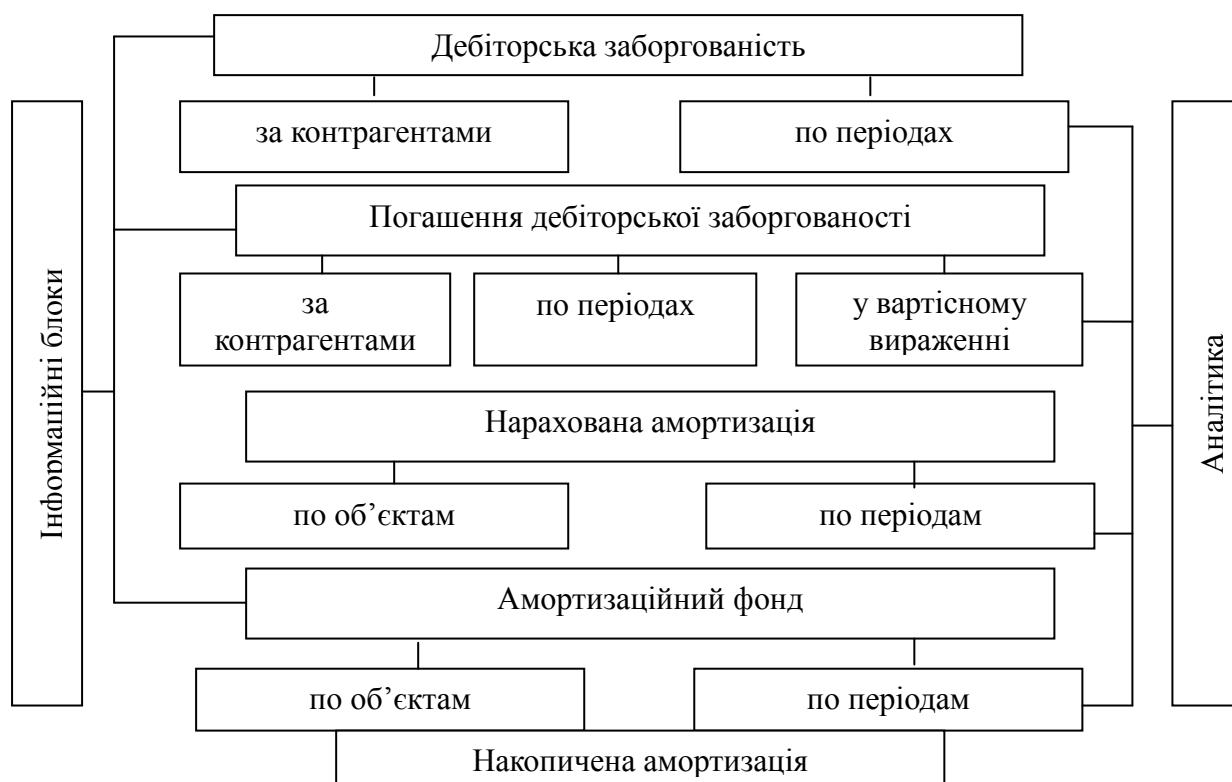 Дебіторська заборгованість
за контрагентами
по періодах
Погашення дебіторської заборгованості
за
контрагентами
по періодах
у вартісному
вираженні
Нарахована амортизація
по об’єктам
по періодам
Амортизаційний фонд
по об’єктам
по періодам
Накопичена амортизація
Інформаційні блоки
Аналітика